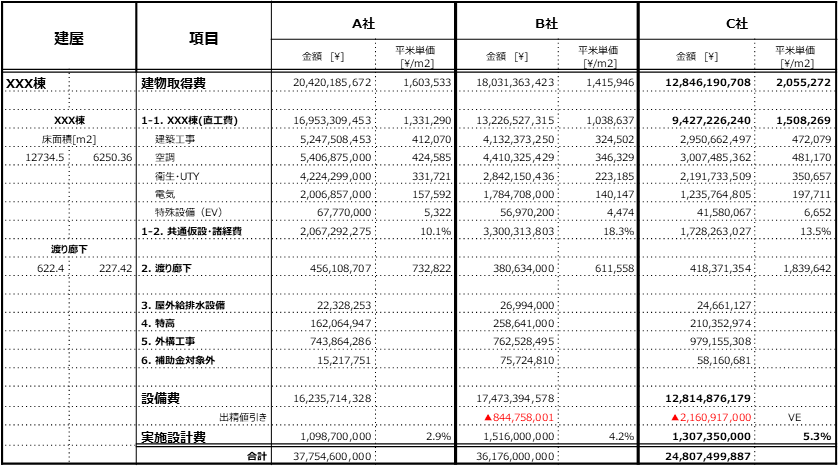 建屋 項目 A社 B社 C社
金額 [¥] 平米単価 [¥/m2] 金額 [¥] 平米単価 [¥/m2] 金額 [¥] 平米単価 [¥/m2]
XXX棟 建物取得費 20,420,185,672 1,603,533 18,031,363,423 1,415,946 12,846,190,708 2,055,272
XXX棟 1-1. XXX棟(直工費) 16,953,309,453 1,331,290 13,226,527,315 1,038,637 9,427,226,240 1,508,269
床面積[m2] 建築工事 5,247,508,453 412,070 4,132,373,250 324,502 2,950,662,497 472,079
12734.5 6250.36 空調 5,406,875,000 424,585 4,410,325,429 346,329 3,007,485,362 481,170
衛生・UTY 4,224,299,000 331,721 2,842,150,436 223,185 2,191,733,509 350,657
電気 2,006,857,000 157,592 1,784,708,000 140,147 1,235,764,805 197,711
特殊設備（EV） 67,770,000 5,322 56,970,200 4,474 41,580,067 6,652
1-2. 共通仮設・諸経費 2,067,292,275 10.1% 3,300,313,803 18.3% 1,728,263,027 13.5%
渡り廊下
622.4 227.42 2. 渡り廊下 456,108,707 732,822 380,634,000 611,558 418,371,354 1,839,642
3. 屋外給排水設備 22,328,253 26,994,000 24,661,127
4. 特高 162,064,947 258,641,000 210,352,974
5. 外構工事 743,864,286 762,528,495 979,155,308
6. 補助金対象外 15,217,751 75,724,810 58,160,681
設備費 16,235,714,328 17,473,394,578 12,814,876,179
出精値引き ▲844,758,001 ▲2,160,917,000 VE
実施設計費 1,098,700,000 2.9% 1,516,000,000 4.2% 1,307,350,000 5.3%
合計 37,754,600,000 36,176,000,000 24,807,499,887